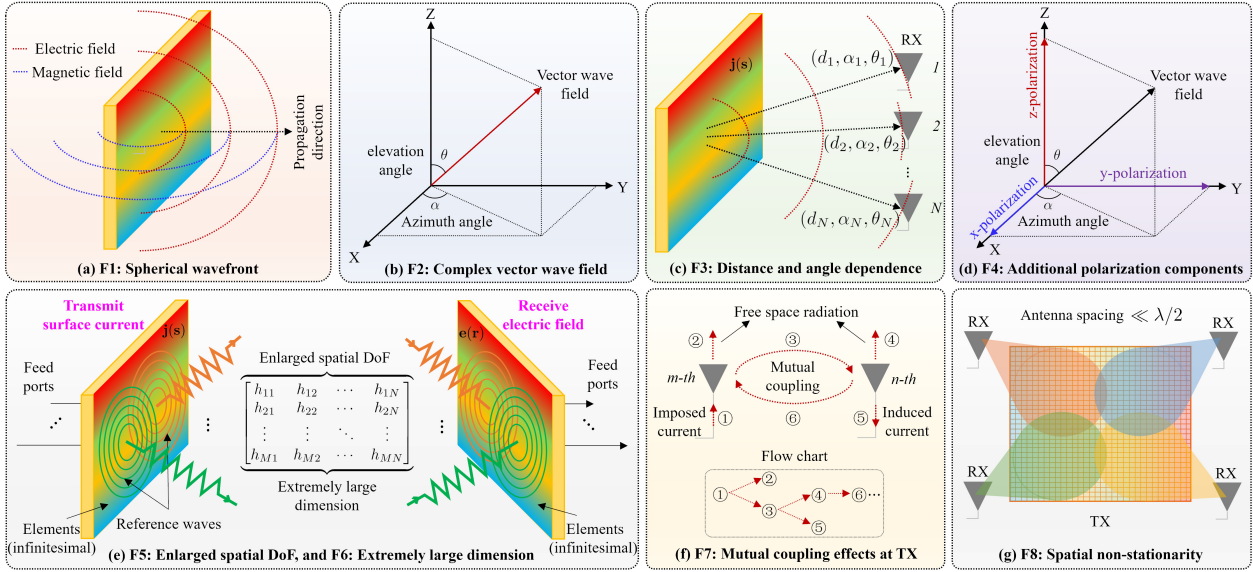 Electric field
Magnetic field
Propagation
direction
(a) F1: Spherical wavefront
Z
Vector wave
field
elevation
angle
θ
Y
α
Azimuth angle
X
(b) F2: Complex vector wave field
RX
j(s)
(d₁, α₁, θ₁)
1
(d₂, α₂, θ₂)
2
⋮
(d_N, α_N, θ_N)
N
(c) F3: Distance and angle dependence
Z
z-polarization
Vector wave
field
elevation
angle
θ
y-polarization
Y
x-polarization
α
Azimuth angle
X
(d) F4: Additional polarization components
Transmit
surface current
j(s)
Receive
electric field
e(r)
Feed
ports
Enlarged spatial DoF
h₁₁ h₁₂ ⋯ h₁N
h₂₁ h₂₂ ⋯ h₂N
⋮ ⋮ ⋱ ⋮
h_M1 h_M2 ⋯ h_MN
Extremely large
dimension
Feed
ports
Reference waves
Elements
(infinitesimal)
Elements
(infinitesimal)
(e) F5: Enlarged spatial DoF, and F6: Extremely large dimension
Free space radiation
②
③
④
m-th
Mutual
coupling
n-th
Imposed
current
①
⑥
⑤
Induced
current
Flow chart
① ② ③ ④ ⑤ ⑥ ⋯
(f) F7: Mutual coupling effects at TX
Antenna spacing ≪ λ/2
RX
RX
RX
RX
TX
(g) F8: Spatial non-stationarity